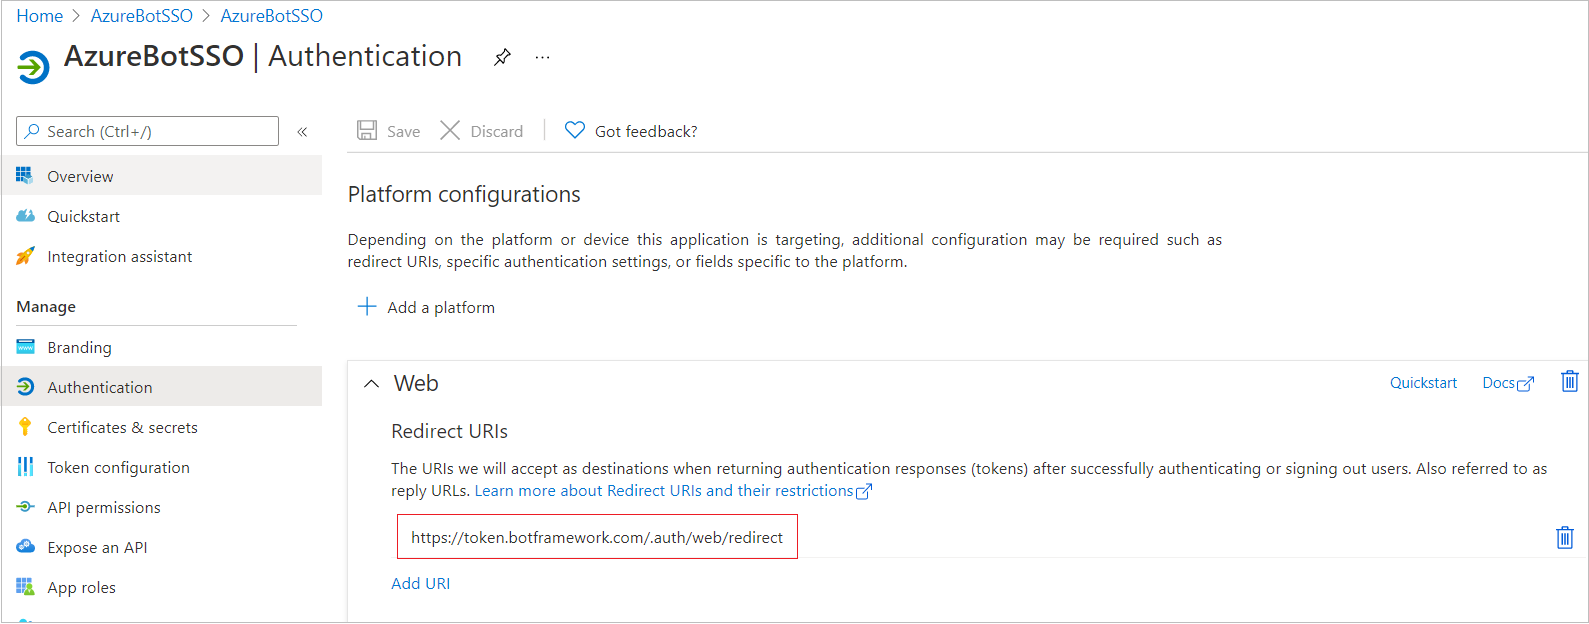 Home > AzureBotSSO > AzureBotSSO
AzureBotSSO | Authentication
Search (Ctrl+/)
«
Overview
Quickstart
Integration assistant
Manage
Branding
Authentication
Certificates & secrets
Token configuration
API permissions
Expose an API
App roles
Save
Discard
Got feedback?
Platform configurations
Depending on the platform or device this application is targeting, additional configuration may be required such as
redirect URIs, specific authentication settings, or fields specific to the platform.
Add a platform
Web
Quickstart
Docs
Redirect URIs
The URIs we will accept as destinations when returning authentication responses (tokens) after successfully authenticating or signing out users. Also referred to as
reply URLs. Learn more about Redirect URIs and their restrictions
https://token.botframework.com/.auth/web/redirect
Add URI